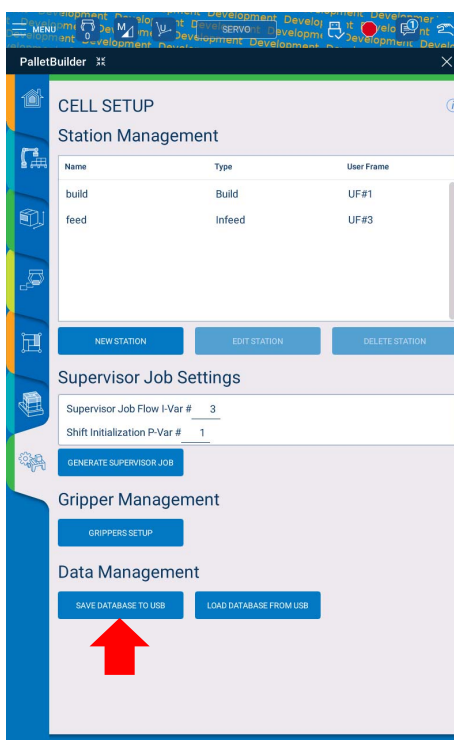 MENU
0
M
SERVO
1
PalletBuilder
CELL SETUP
Station Management
Name Type User Frame
build Build UF#1
feed Infeed UF#3
NEW STATION EDIT STATION DELETE STATION
Supervisor Job Settings
Supervisor Job Flow I-Var # 3
Shift Initialization P-Var # 1
GENERATE SUPERVISOR JOB
Gripper Management
GRIPPERS SETUP
Data Management
SAVE DATABASE TO USB LOAD DATABASE FROM USB